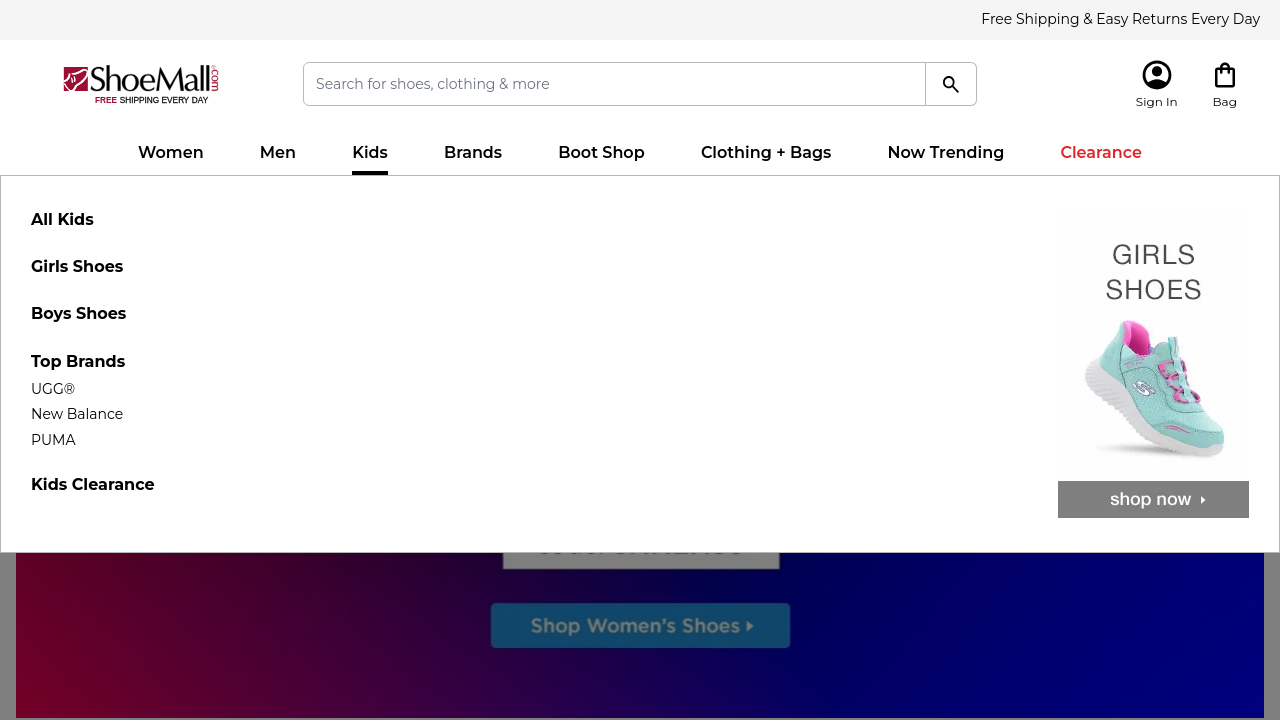 Free Shipping & Easy Returns Every Day
ShoeMall.com
FREE SHIPPING EVERY DAY
Search for shoes, clothing & more
Sign In
Bag
Women
Men
Kids
Brands
Boot Shop
Clothing + Bags
Now Trending
Clearance
All Kids
Girls Shoes
Boys Shoes
Top Brands
UGG®
New Balance
PUMA
Kids Clearance
GIRLS
SHOES
shop now
Shop Women's Shoes